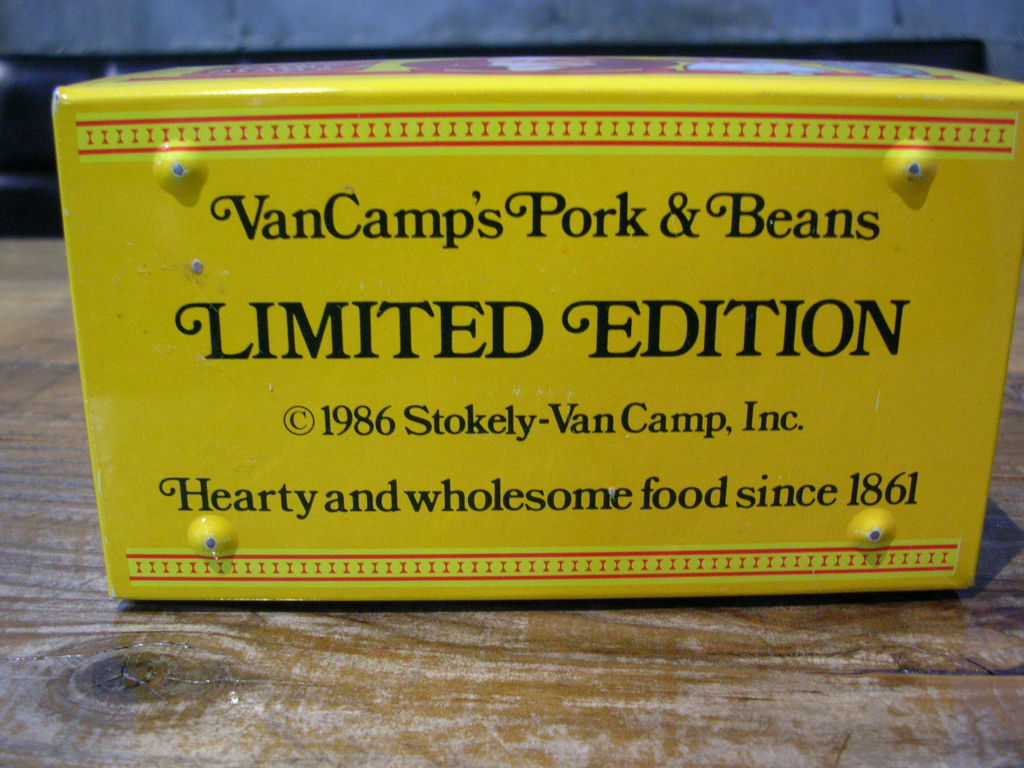 VanCamp's Pork & Beans
LIMITED EDITION
© 1986 Stokely-Van Camp, Inc.
Hearty and wholesome food since 1861